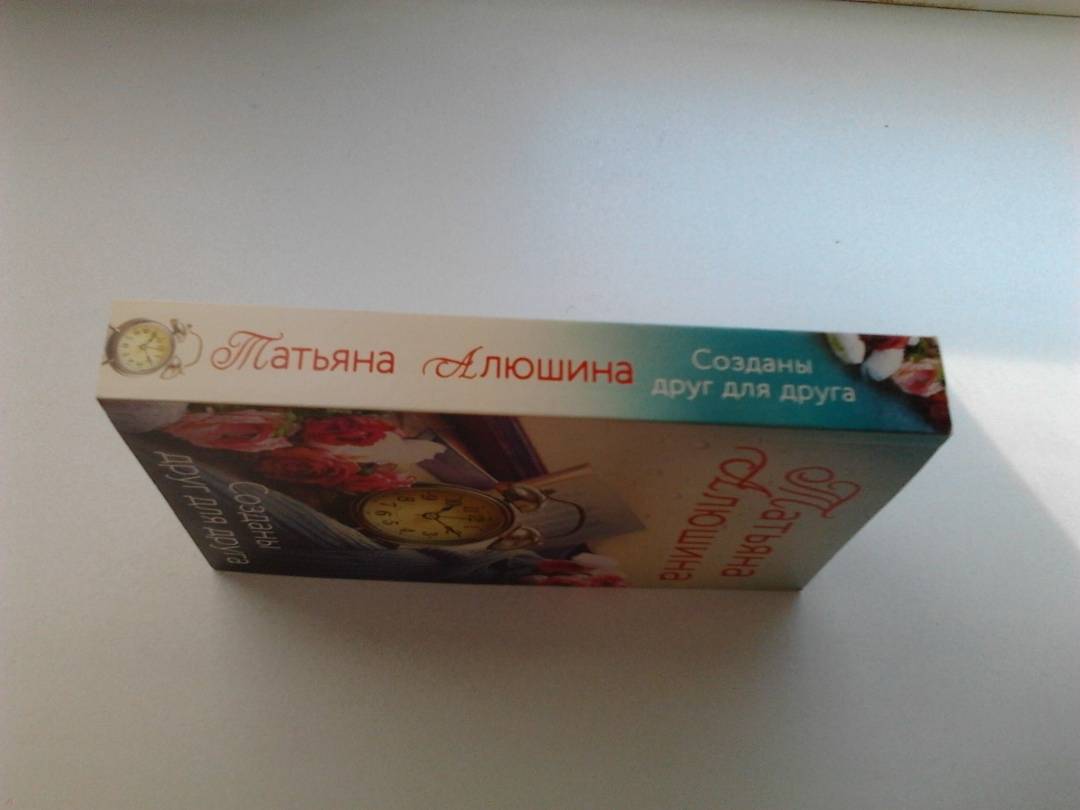 Татьяна Алюшина
Созданы
друг для друга
Татьяна
Алюшина
Созданы
друг для друга